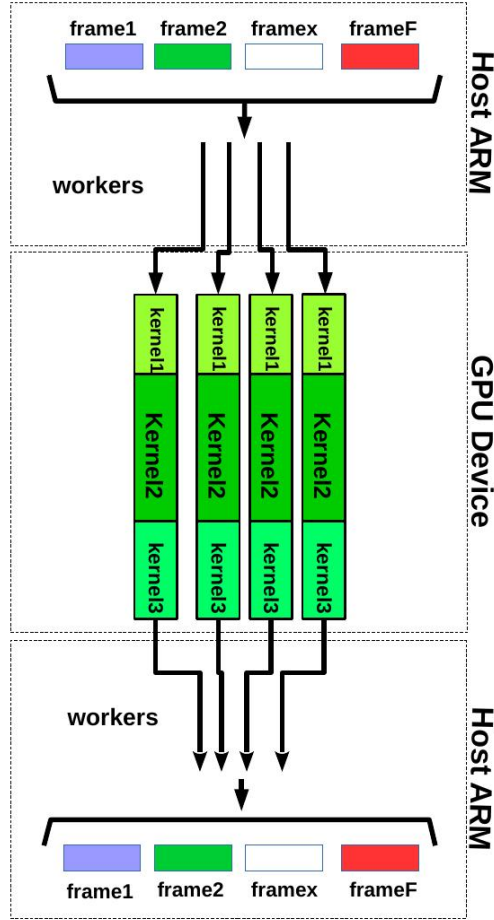 frame1 frame2 framex frameF
Host ARM
workers
kernel1 kernel1 kernel1 kernel1
Kernel2 Kernel2 Kernel2 Kernel2
kernel3 kernel3 kernel3 kernel3
GPU Device
workers
Host ARM
frame1 frame2 framex frameF